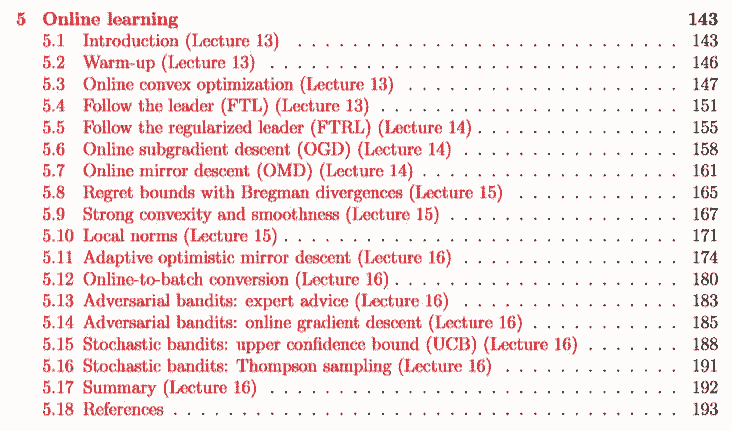 5 Online learning 143
5.1 Introduction (Lecture 13) . . . . . . . . . . . . . . . . . . . . . . . . . . . . . 143
5.2 Warm-up (Lecture 13) . . . . . . . . . . . . . . . . . . . . . . . . . . . . . . . 146
5.3 Online convex optimization (Lecture 13) . . . . . . . . . . . . . . . . . . . . . 147
5.4 Follow the leader (FTL) (Lecture 13) . . . . . . . . . . . . . . . . . . . . . . . 151
5.5 Follow the regularized leader (FTRL) (Lecture 14) . . . . . . . . . . . . . . . . 155
5.6 Online subgradient descent (OGD) (Lecture 14) . . . . . . . . . . . . . . . . . 158
5.7 Online mirror descent (OMD) (Lecture 14) . . . . . . . . . . . . . . . . . . . . 161
5.8 Regret bounds with Bregman divergences (Lecture 15) . . . . . . . . . . . . . 165
5.9 Strong convexity and smoothness (Lecture 15) . . . . . . . . . . . . . . . . . . 167
5.10 Local norms (Lecture 15) . . . . . . . . . . . . . . . . . . . . . . . . . . . . . . 171
5.11 Adaptive optimistic mirror descent (Lecture 16) . . . . . . . . . . . . . . . . . 174
5.12 Online-to-batch conversion (Lecture 16) . . . . . . . . . . . . . . . . . . . . . . 180
5.13 Adversarial bandits: expert advice (Lecture 16) . . . . . . . . . . . . . . . . . 183
5.14 Adversarial bandits: online gradient descent (Lecture 16) . . . . . . . . . . . 185
5.15 Stochastic bandits: upper confidence bound (UCB) (Lecture 16) . . . . . . . 188
5.16 Stochastic bandits: Thompson sampling (Lecture 16) . . . . . . . . . . . . . . 191
5.17 Summary (Lecture 16) . . . . . . . . . . . . . . . . . . . . . . . . . . . . . . . 192
5.18 References . . . . . . . . . . . . . . . . . . . . . . . . . . . . . . . . . . . . . . 193